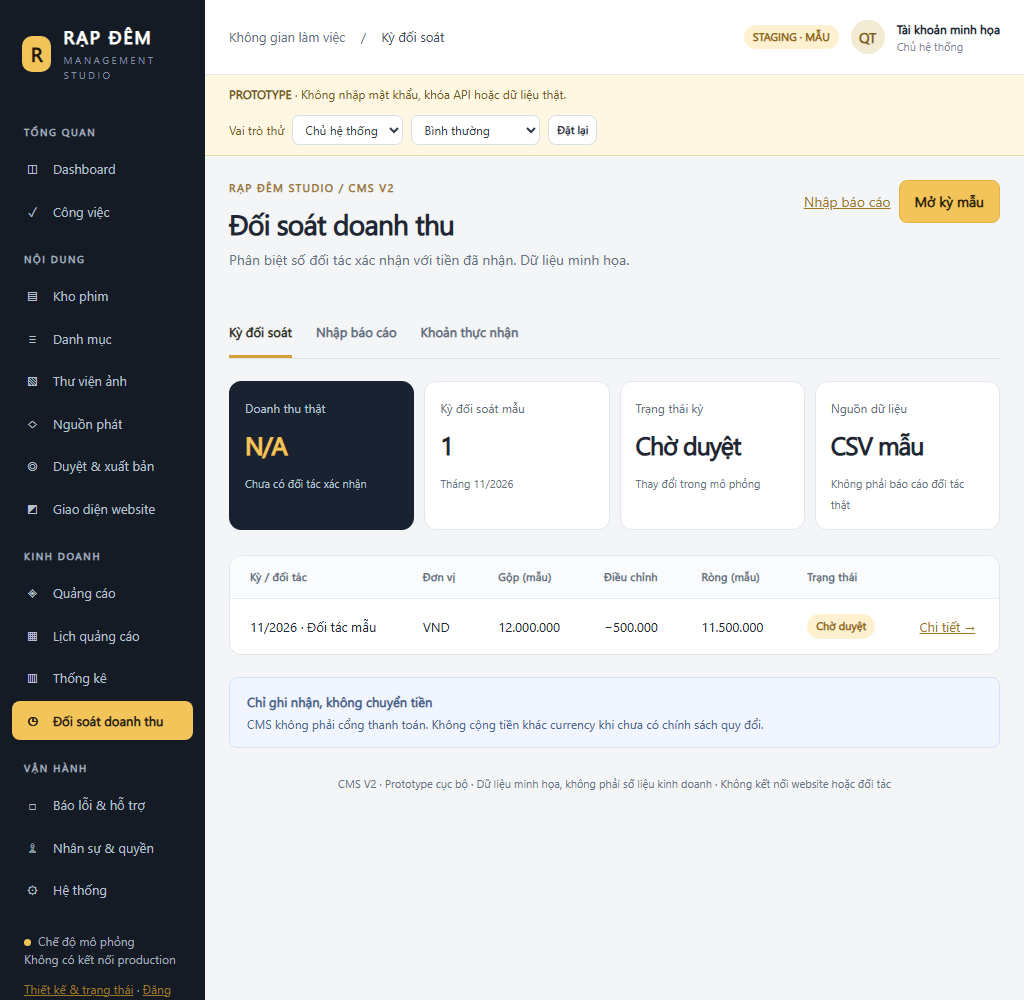 R
RẠP ĐÊM
MANAGEMENT
STUDIO
TỔNG QUAN
Dashboard
Công việc
NỘI DUNG
Kho phim
Danh mục
Thư viện ảnh
Nguồn phát
Duyệt & xuất bản
Giao diện website
KINH DOANH
Quảng cáo
Lịch quảng cáo
Thống kê
Đối soát doanh thu
VẬN HÀNH
Báo lỗi & hỗ trợ
Nhân sự & quyền
Hệ thống
Chế độ mô phỏng
Không có kết nối production
Thiết kế & trạng thái · Đăng
Không gian làm việc / Kỳ đối soát
STAGING · MẪU
QT
Tài khoản minh họa
Chủ hệ thống
PROTOTYPE · Không nhập mật khẩu, khóa API hoặc dữ liệu thật.
Vai trò thử Chủ hệ thống Bình thường Đặt lại
RẠP ĐÊM STUDIO / CMS V2
Đối soát doanh thu
Phân biệt số đối tác xác nhận với tiền đã nhận. Dữ liệu minh họa.
Nhập báo cáo Mở kỳ mẫu
Kỳ đối soát Nhập báo cáo Khoản thực nhận
Doanh thu thật
N/A
Chưa có đối tác xác nhận
Kỳ đối soát mẫu
1
Tháng 11/2026
Trạng thái kỳ
Chờ duyệt
Thay đổi trong mô phỏng
Nguồn dữ liệu
CSV mẫu
Không phải báo cáo đối tác
thật
Kỳ / đối tác Đơn vị Gộp (mẫu) Điều chỉnh Ròng (mẫu) Trạng thái
11/2026 · Đối tác mẫu VND 12.000.000 −500.000 11.500.000 Chờ duyệt Chi tiết →
Chỉ ghi nhận, không chuyển tiền
CMS không phải cổng thanh toán. Không cộng tiền khác currency khi chưa có chính sách quy đổi.
CMS V2 · Prototype cục bộ · Dữ liệu minh họa, không phải số liệu kinh doanh · Không kết nối website hoặc đối tác